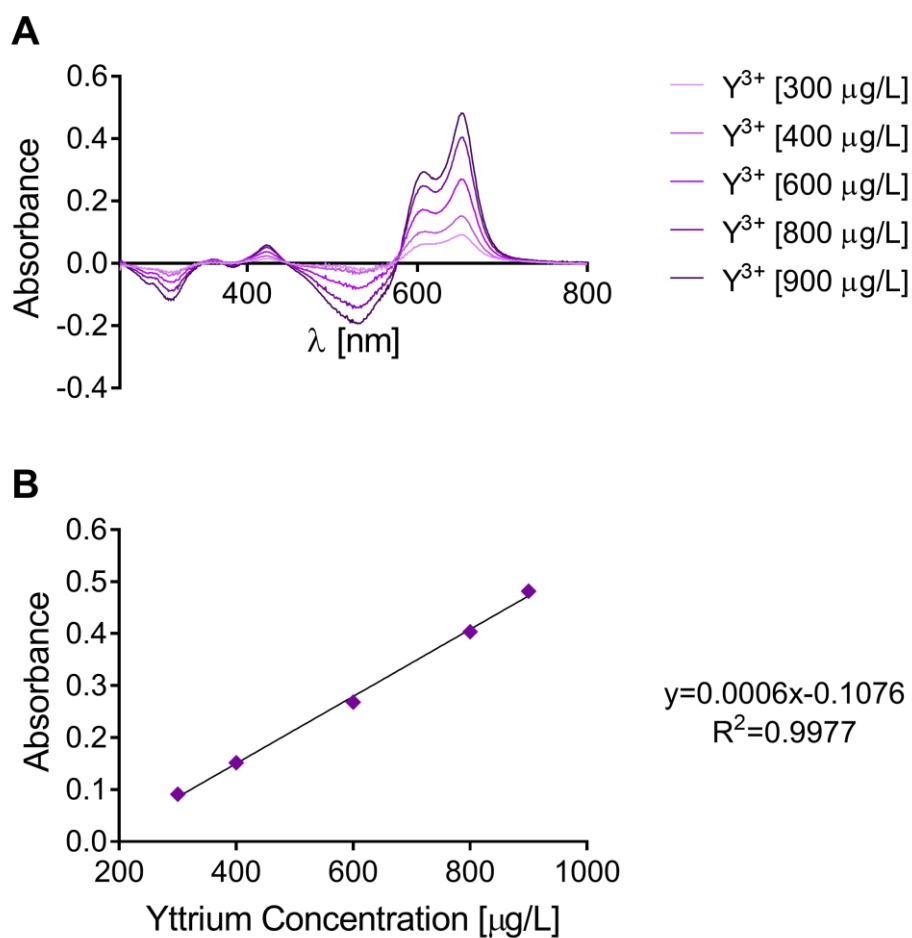 A
Absorbance
0.6
0.4
0.2
0.0
-0.2
-0.4
400
600
800
λ [nm]
Y³⁺ [300 μg/L]
Y³⁺ [400 μg/L]
Y³⁺ [600 μg/L]
Y³⁺ [800 μg/L]
Y³⁺ [900 μg/L]
B
Absorbance
0.6
0.5
0.4
0.3
0.2
0.1
0.0
200
400
600
800
1000
Yttrium Concentration [μg/L]
y=0.0006x-0.1076
R²=0.9977